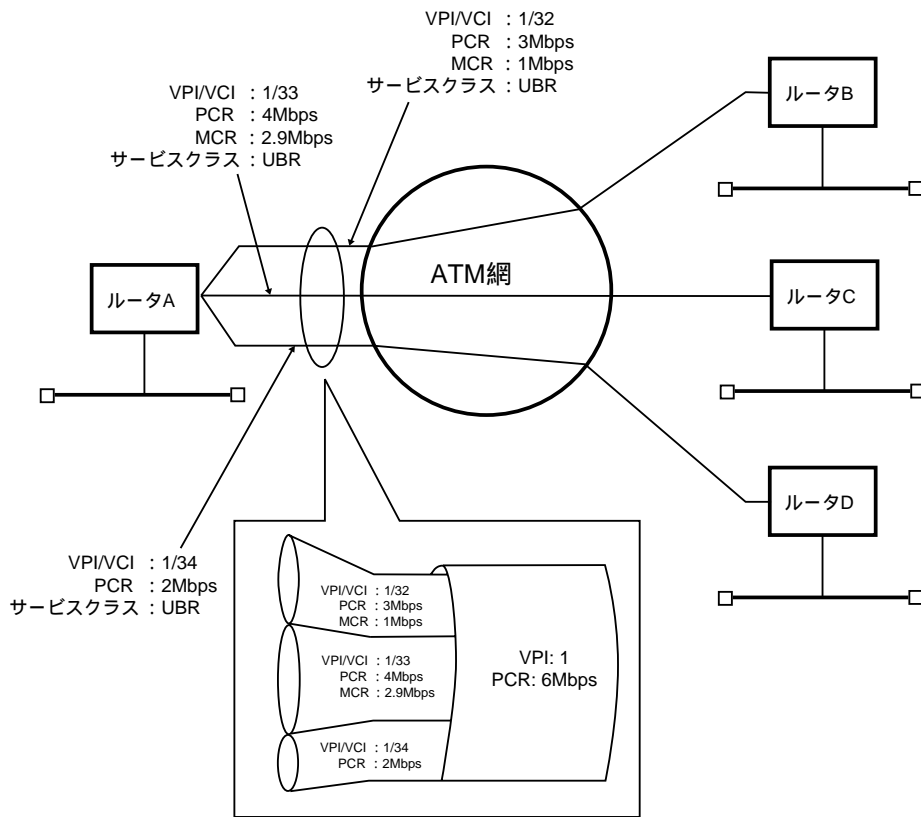 VPI/VCI : 1/32
PCR : 3Mbps
MCR : 1Mbps
サービスクラス : UBR
VPI/VCI : 1/33
PCR : 4Mbps
MCR : 2.9Mbps
サービスクラス : UBR
ルータB
ATM網
ルータA
ルータC
ルータD
VPI/VCI : 1/34
PCR : 2Mbps
サービスクラス : UBR
VPI/VCI : 1/32
PCR : 3Mbps
MCR : 1Mbps
VPI/VCI : 1/33
PCR : 4Mbps
MCR : 2.9Mbps
VPI: 1
PCR: 6Mbps
VPI/VCI : 1/34
PCR : 2Mbps